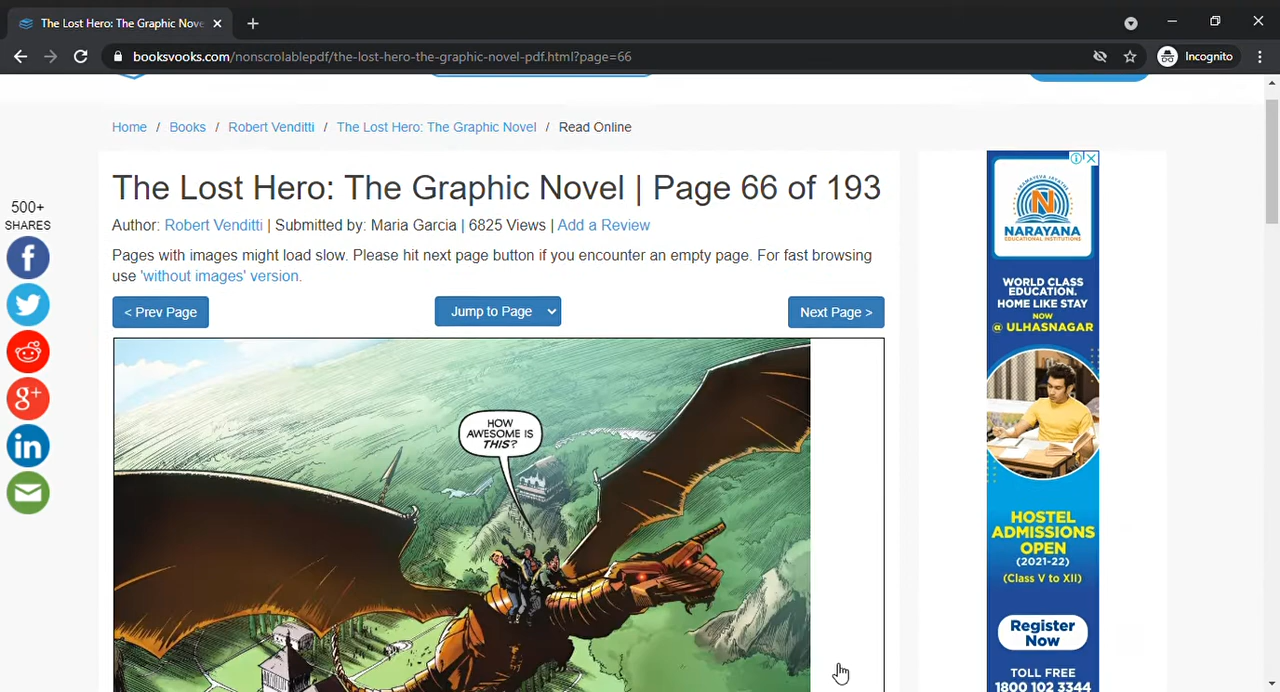 The Lost Hero: The Graphic Nove
booksvooks.com/nonscrolablepdf/the-lost-hero-the-graphic-novel-pdf.html?page=66
Incognito
Home / Books / Robert Venditti / The Lost Hero: The Graphic Novel / Read Online
The Lost Hero: The Graphic Novel | Page 66 of 193
Author: Robert Venditti | Submitted by: Maria Garcia | 6825 Views | Add a Review
Pages with images might load slow. Please hit next page button if you encounter an empty page. For fast browsing
use 'without images' version.
< Prev Page
Jump to Page
Next Page >
500+
SHARES
f
g+
in
HOW
AWESOME IS
THIS?
N
NARAYANA
EDUCATIONAL INSTITUTIONS
WORLD CLASS
EDUCATION.
HOME LIKE STAY
NOW
@ ULHASNAGAR
HOSTEL
ADMISSIONS
OPEN
(2021-22)
(Class V to XII)
Register
Now
TOLL FREE
1800 102 3344